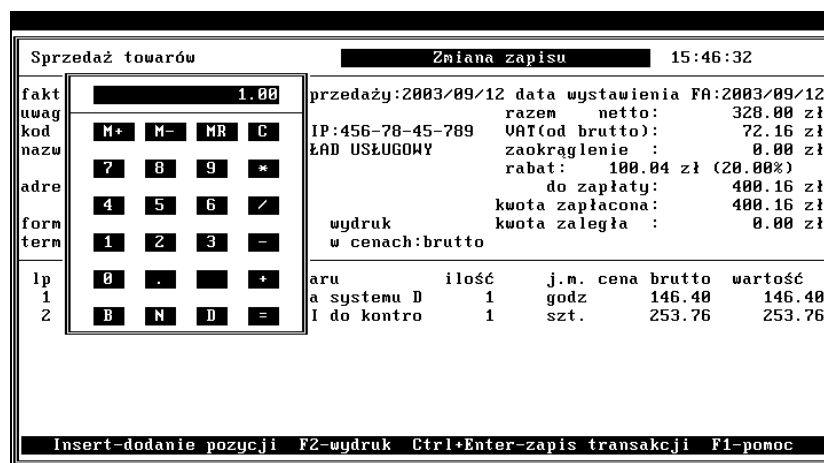 Sprzedaż towarów Zmiana zapisu 15:46:32
fakt 1.00 przedaży:2003/09/12 data wystawienia FA:2003/09/12
uwag razem netto: 328.00 zł
kod M+ M- MR C IP:456-78-45-789 VAT(od brutto): 72.16 zł
nazw ŁAD USŁUGOWY zaokrąglenie : 0.00 zł
7 8 9 * rabat: 100.04 zł (20.00%)
adre do zapłaty: 400.16 zł
4 5 6 / kwota zapłacona: 400.16 zł
form wydruk kwota zaległa : 0.00 zł
term 1 2 3 - w cenach:brutto
lp 0 . + aru ilość j.m. cena brutto wartość
1 a systemu D 1 godz 146.40 146.40
2 B N D = I do kontro 1 szt. 253.76 253.76
Insert-dodanie pozycji F2-wydruk Ctrl+Enter-zapis transakcji F1-pomoc